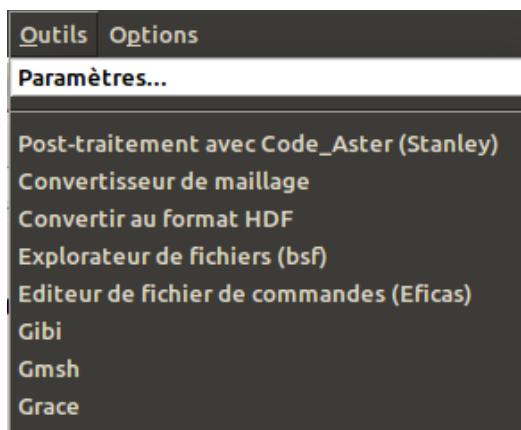 Outils Options
Paramètres...
Post-traitement avec Code_Aster (Stanley)
Convertisseur de maillage
Convertir au format HDF
Explorateur de fichiers (bsf)
Editeur de fichier de commandes (Eficas)
Gibi
Gmsh
Grace